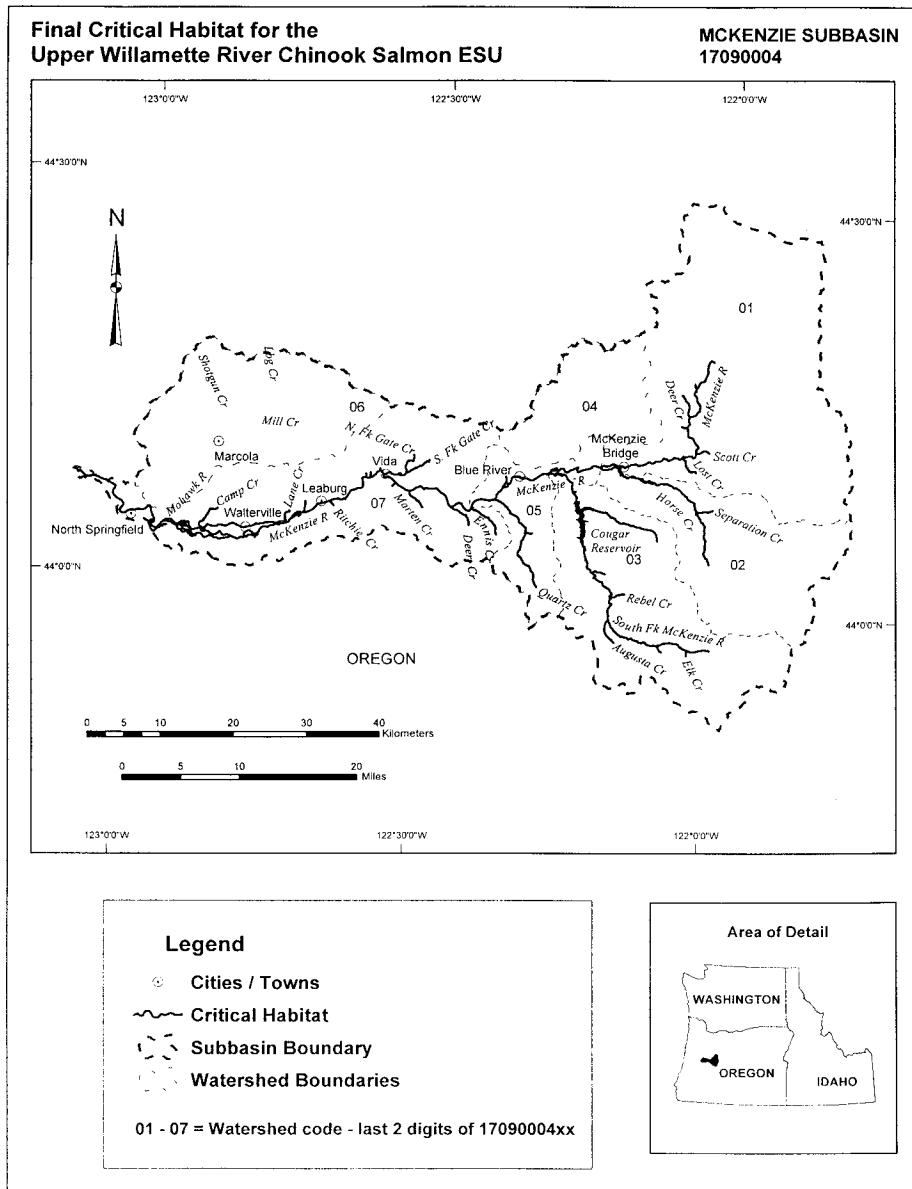 Final Critical Habitat for the
Upper Willamette River Chinook Salmon ESU
MCKENZIE SUBBASIN
17090004
123°0'0"W
122°30'0"W
122°0'0"W
44°30'0"N
44°30'0"N
N
01
Shotgun Cr
Log Cr
06
04
Deer Cr
McKenzie R
Mill Cr
N. Fk Gate Cr
S. Fk Gate Cr
McKenzie
Bridge
Scott Cr
Marcola
Vida
Blue River
Lost Cr
Mohawk R
Camp Cr
Lane Cr
Leaburg
McKenzie R
Horse Cr
Walterville
07
Marten Cr
05
Separation Cr
North Springfield
McKenzie R
Ritchie Cr
Ennis Cr
Deer Cr
Cougar
Reservoir
03
02
44°0'0"N
Quartz Cr
Rebel Cr
44°0'0"N
South Fk McKenzie R
OREGON
Augusta Cr
Elk Cr
0 5 10 20 30 40
Kilometers
0 5 10 20
Miles
123°0'0"W
122°30'0"W
122°0'0"W
Legend
Cities / Towns
Critical Habitat
Subbasin Boundary
Watershed Boundaries
01 - 07 = Watershed code - last 2 digits of 17090004xx
Area of Detail
WASHINGTON
OREGON
IDAHO